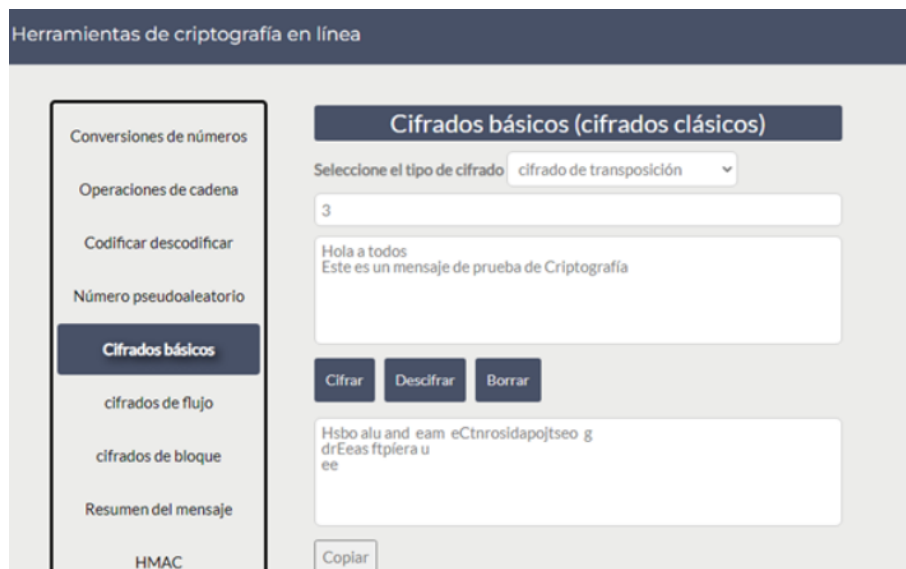 Herramientas de criptografía en línea
Conversiones de números
Operaciones de cadena
Codificar descodificar
Número pseudoaleatorio
Cifrados básicos
cifrados de flujo
cifrados de bloque
Resumen del mensaje
HMAC
Cifrados básicos (cifrados clásicos)
Seleccione el tipo de cifrado cifrado de transposición
3
Hola a todos
Este es un mensaje de prueba de Criptografía
Cifrar Descifrar Borrar
Hsbo alu and eam eCtnrosidapojtseo g
drEeas ftpíera u
ee
Copiar